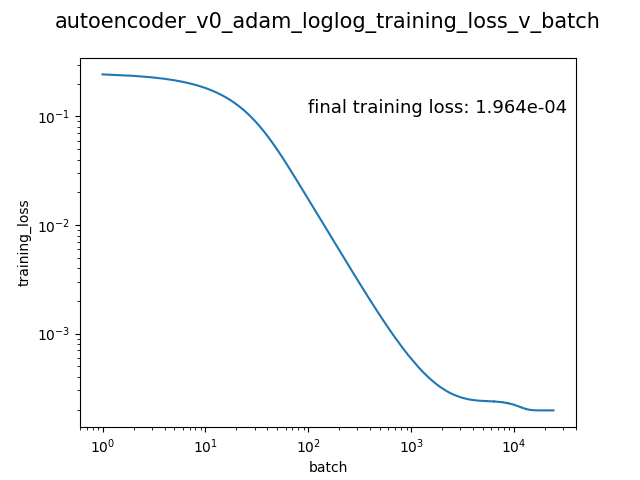 autoencoder_v0_adam_loglog_training_loss_v_batch
final training loss: 1.964e-04
training_loss
10⁻¹
10⁻²
10⁻³
10⁰ 10¹ 10² 10³ 10⁴
batch